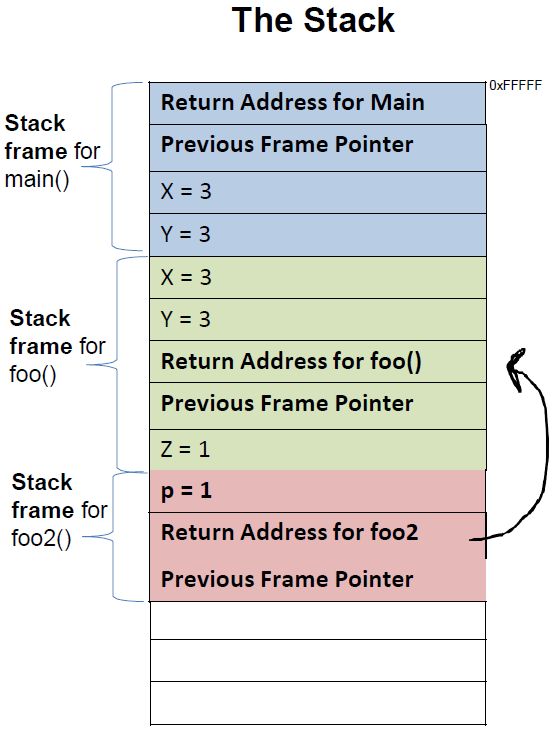 The Stack
0xFFFFF
Stack
frame for
main()
Return Address for Main
Previous Frame Pointer
X = 3
Y = 3
Stack
frame for
foo()
X = 3
Y = 3
Return Address for foo()
Previous Frame Pointer
Z = 1
Stack
frame for
foo2()
p = 1
Return Address for foo2
Previous Frame Pointer